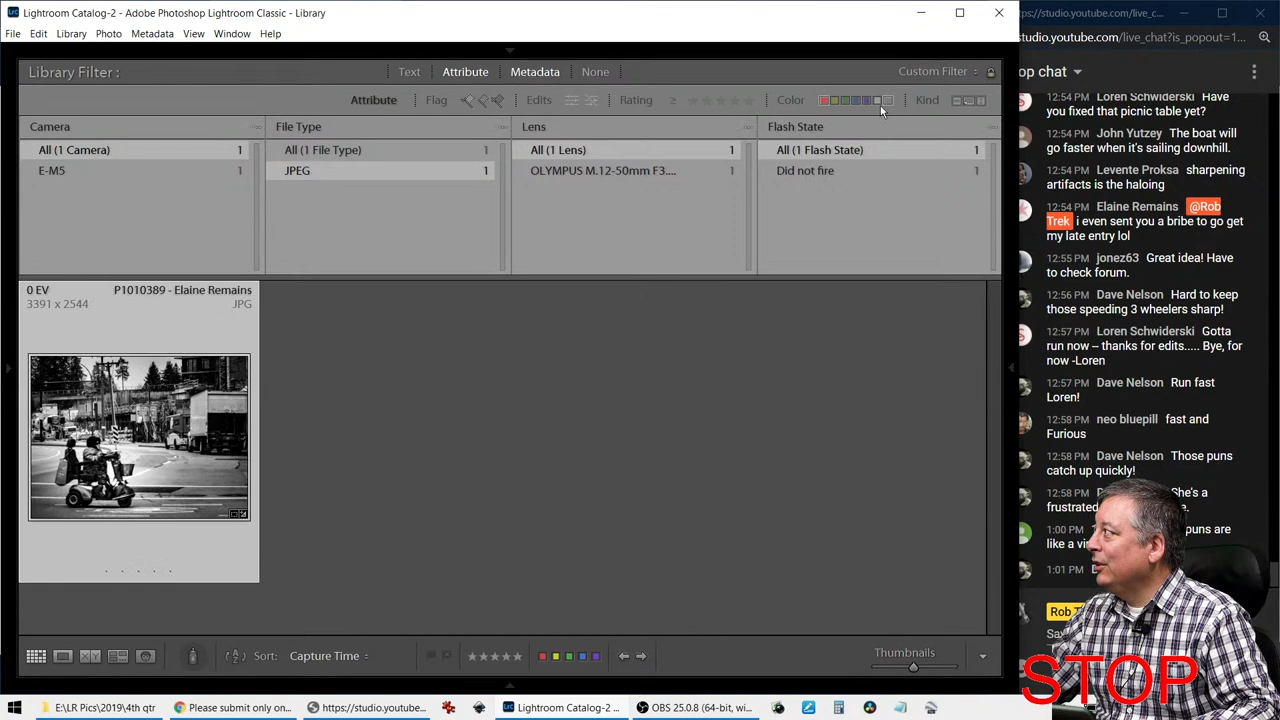 Lightroom Catalog-2 - Adobe Photoshop Lightroom Classic - Library
File Edit Library Photo Metadata View Window Help
Library Filter : Text Attribute Metadata None Custom Filter
Attribute Flag Edits Rating ≥ Color Kind
Camera File Type Lens Flash State
All (1 Camera) 1 All (1 File Type) 1 All (1 Lens) 1 All (1 Flash State) 1
E-M5 1 JPEG 1 OLYMPUS M.12-50mm F3.... 1 Did not fire 1
0 EV P1010389 - Elaine Remains
3391 x 2544 JPG
Sort: Capture Time
Thumbnails
E:\LR Pics\2019\4th qtr
Please submit only on...
https://studio.youtube...
Lightroom Catalog-2 ...
OBS 25.0.8 (64-bit, wi...
ps://studio.youtube.com/live_c...
studio.youtube.com/live_chat?is_popout=1...
op chat
Loren Schwiderski Have
you fixed that picnic table yet?
12:54 PM John Yutzey The boat will
go faster when it's sailing downhill.
12:54 PM Levente Proksa sharpening
artifacts is the haloing
12:54 PM Elaine Remains @Rob
Trek i even sent you a bribe to go get
my late entry lol
12:55 PM jonez63 Great idea! Have
to check forum.
12:56 PM Dave Nelson Hard to keep
those speeding 3 wheelers sharp!
12:57 PM Loren Schwiderski Gotta
run now – thanks for edits..... Bye, for
now -Loren
12:57 PM Dave Nelson Run fast
Loren!
12:58 PM neo bluepill fast and
Furious
12:58 PM Dave Nelson Those puns
catch up quickly!
12:58 PM She's a
frustrated
1:00 PM puns are
like a
1:01 PM
Rob
STOP